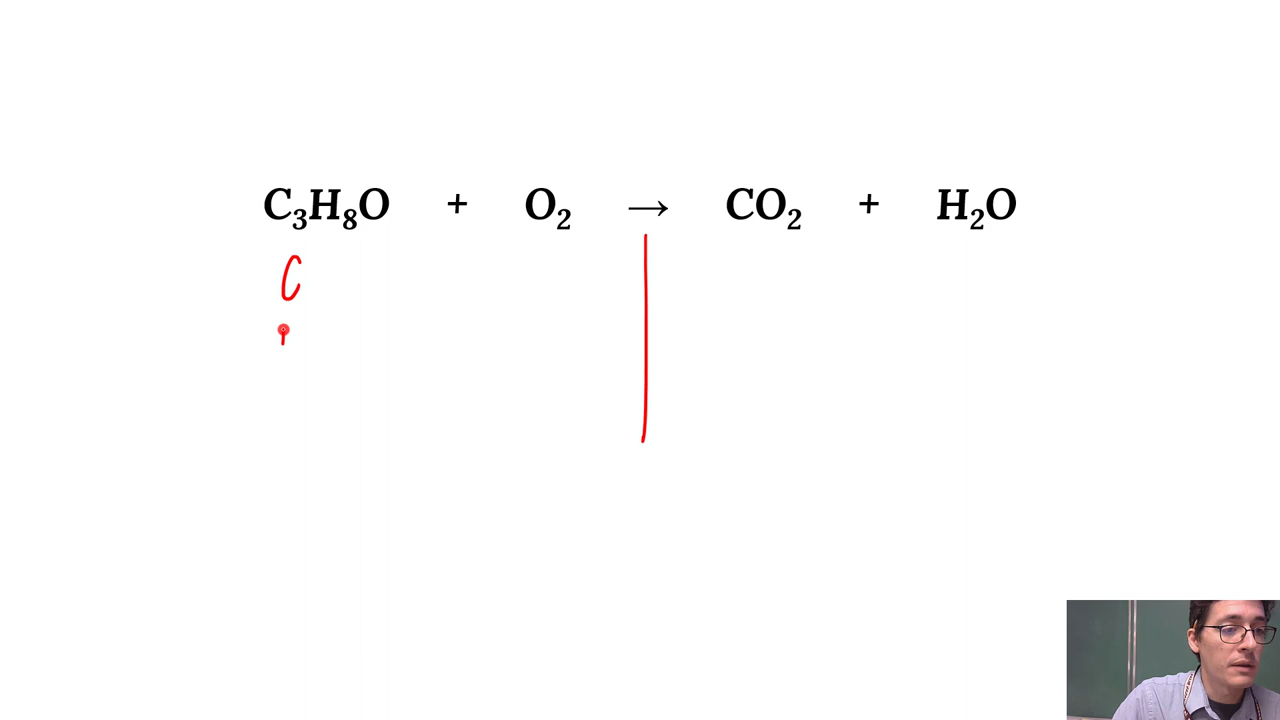 C₃H₈O + O₂ → CO₂ + H₂O
C